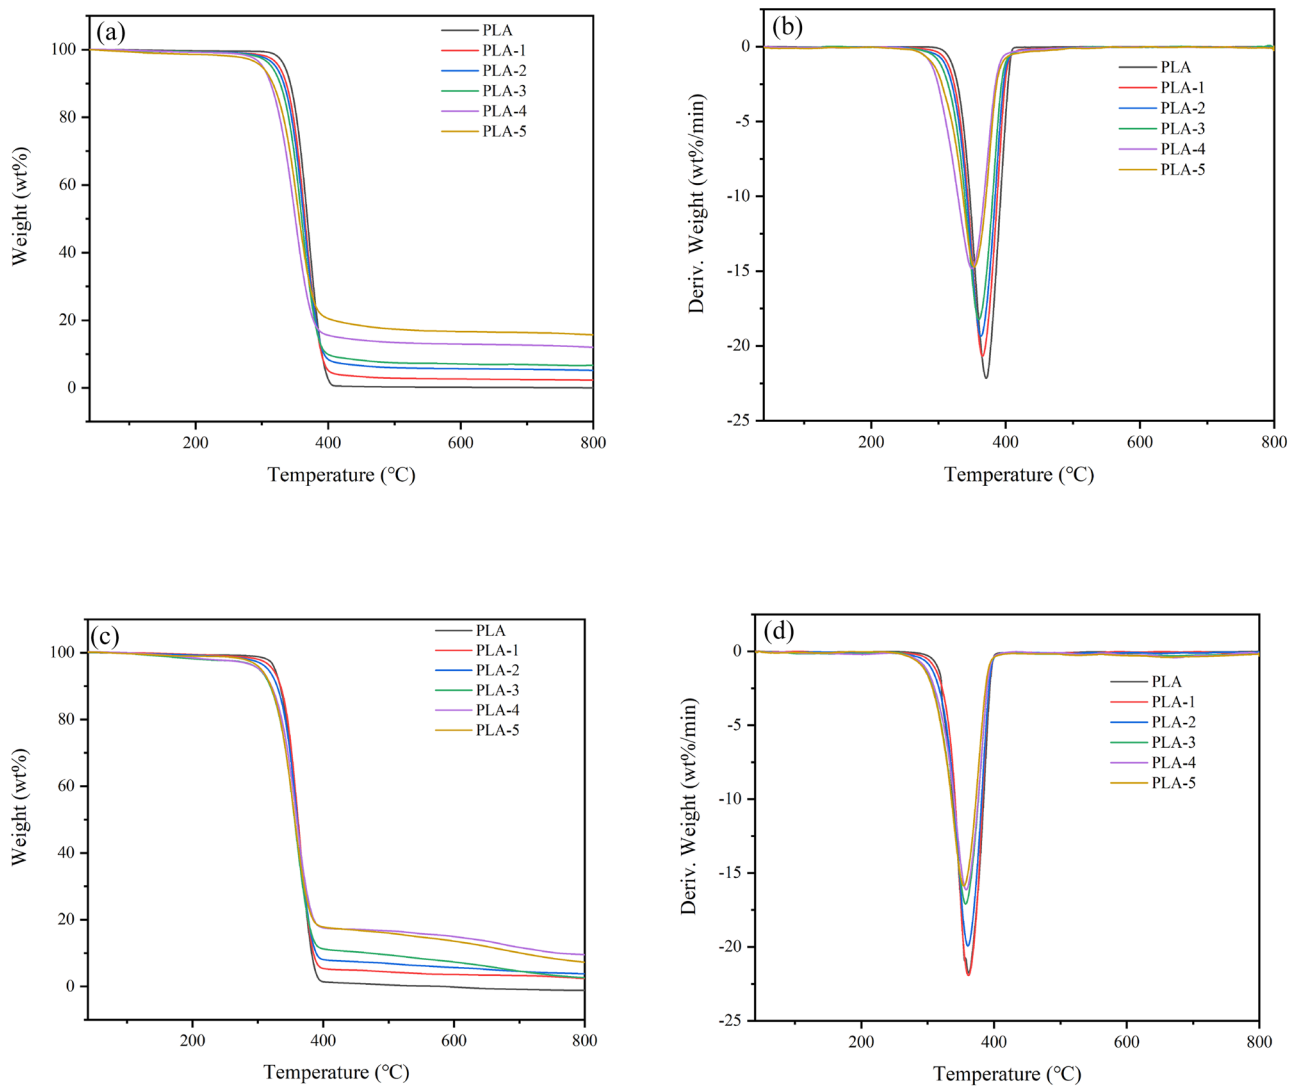 (a)
PLA
PLA-1
PLA-2
PLA-3
PLA-4
PLA-5
100
80
60
40
20
0
Weight (wt%)
200
400
600
800
Temperature (℃)
(b)
PLA
PLA-1
PLA-2
PLA-3
PLA-4
PLA-5
0
-5
-10
-15
-20
-25
Deriv. Weight (wt%/min)
200
400
600
800
Temperature (℃)
(c)
PLA
PLA-1
PLA-2
PLA-3
PLA-4
PLA-5
100
80
60
40
20
0
Weight (wt%)
200
400
600
800
Temperature (℃)
(d)
PLA
PLA-1
PLA-2
PLA-3
PLA-4
PLA-5
0
-5
-10
-15
-20
-25
Deriv. Weight (wt%/min)
200
400
600
800
Temperature (℃)